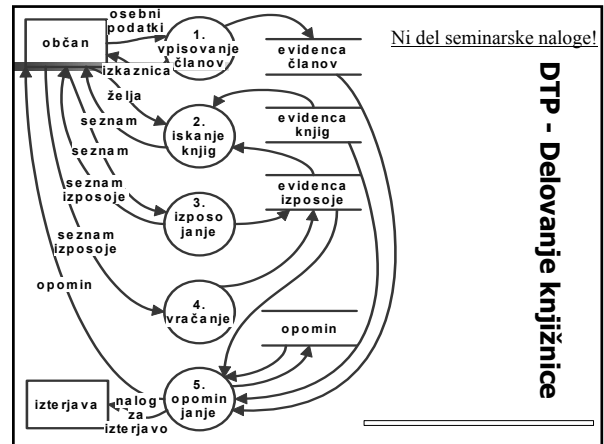 osebni
podatki
občan
1.
vpisovanje
članov
evidenca
članov
Ni del seminarske naloge!
izkaznica
želja
seznam
2.
iskanje
knjig
evidenca
knjig
seznam
seznam
izposoje
3.
izposo
janje
evidenca
izposoje
seznam
izposoje
opomin
4.
vračanje
opomin
izterjava
nalog
za
izterjavo
5.
opomin
janje
DTP - Delovanje knjižnice